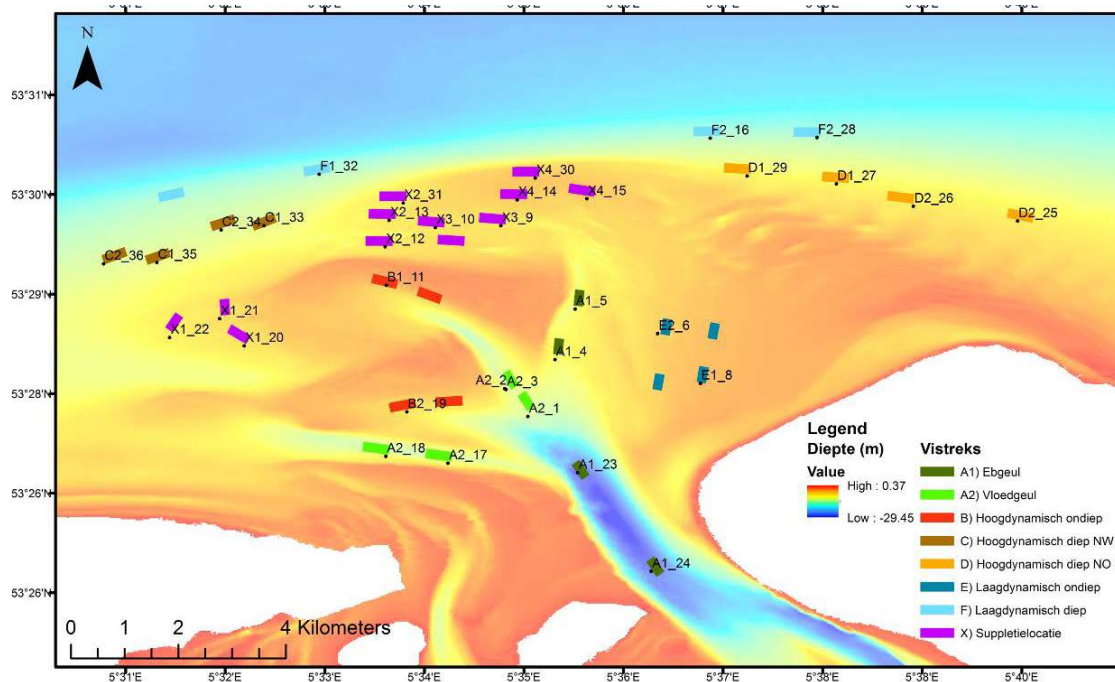 N
53°31'
53°30'
53°29'
53°28'
53°26'
53°26'
F2_16
F2_28
F1_32
X4_30
D1_29
D1_27
X2_31
X4_14
X4_15
D2_26
X2_13
X3_10
X3_9
D2_25
C2_34
C1_33
X2_12
C2_36
C1_35
B1_11
A1_5
X1_21
X1_22
X1_20
E2_6
A1_4
A2_2
A2_3
E1_8
B2_19
A2_1
A2_18
A2_17
A1_23
A1_24
Legend
Diepte (m)
Value
High : 0.37
Low : -29.45
Vistreks
A1) Ebgeul
A2) Vloedgeul
B) Hoogdynamisch ondiep
C) Hoogdynamisch diep NW
D) Hoogdynamisch diep NO
E) Laagdynamisch ondiep
F) Laagdynamisch diep
X) Suppletielocatie
0 1 2 4 Kilometers
5°31' 5°32' 5°33' 5°34' 5°35' 5°36' 5°37' 5°38' 5°39' 5°40'